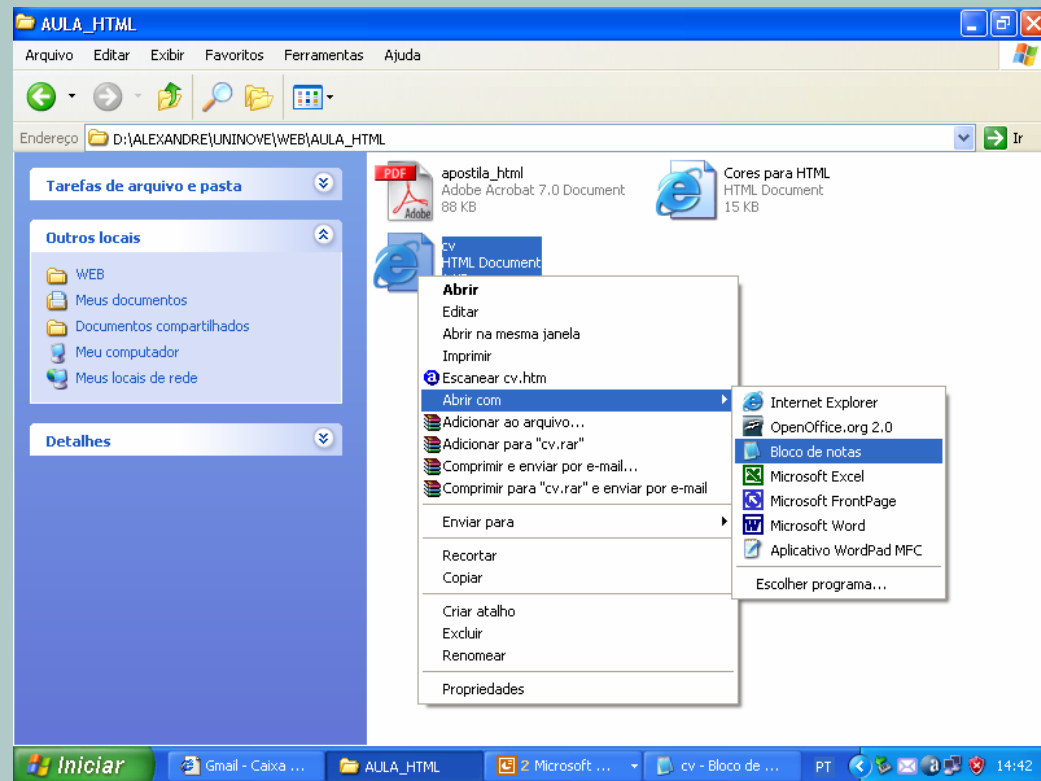 AULA_HTML
Arquivo Editar Exibir Favoritos Ferramentas Ajuda
Endereço D:\ALEXANDRE\UNINOVE\WEB\AULA_HTML Ir
Tarefas de arquivo e pasta
Outros locais
WEB
Meus documentos
Documentos compartilhados
Meu computador
Meus locais de rede
Detalhes
PDF
Adobe
apostila_html
Adobe Acrobat 7.0 Document
88 KB
Cores para HTML
HTML Document
15 KB
cv
HTML Document
Abrir
Editar
Abrir na mesma janela
Imprimir
Escanear cv.htm
Abrir com
Adicionar ao arquivo...
Adicionar para "cv.rar"
Comprimir e enviar por e-mail...
Comprimir para "cv.rar" e enviar por e-mail
Enviar para
Recortar
Copiar
Criar atalho
Excluir
Renomear
Propriedades
Internet Explorer
OpenOffice.org 2.0
Bloco de notas
Microsoft Excel
Microsoft FrontPage
Microsoft Word
Aplicativo WordPad MFC
Escolher programa...
Iniciar Gmail - Caixa ... AULA_HTML 2 Microsoft ... cv - Bloco de ... PT 14:42